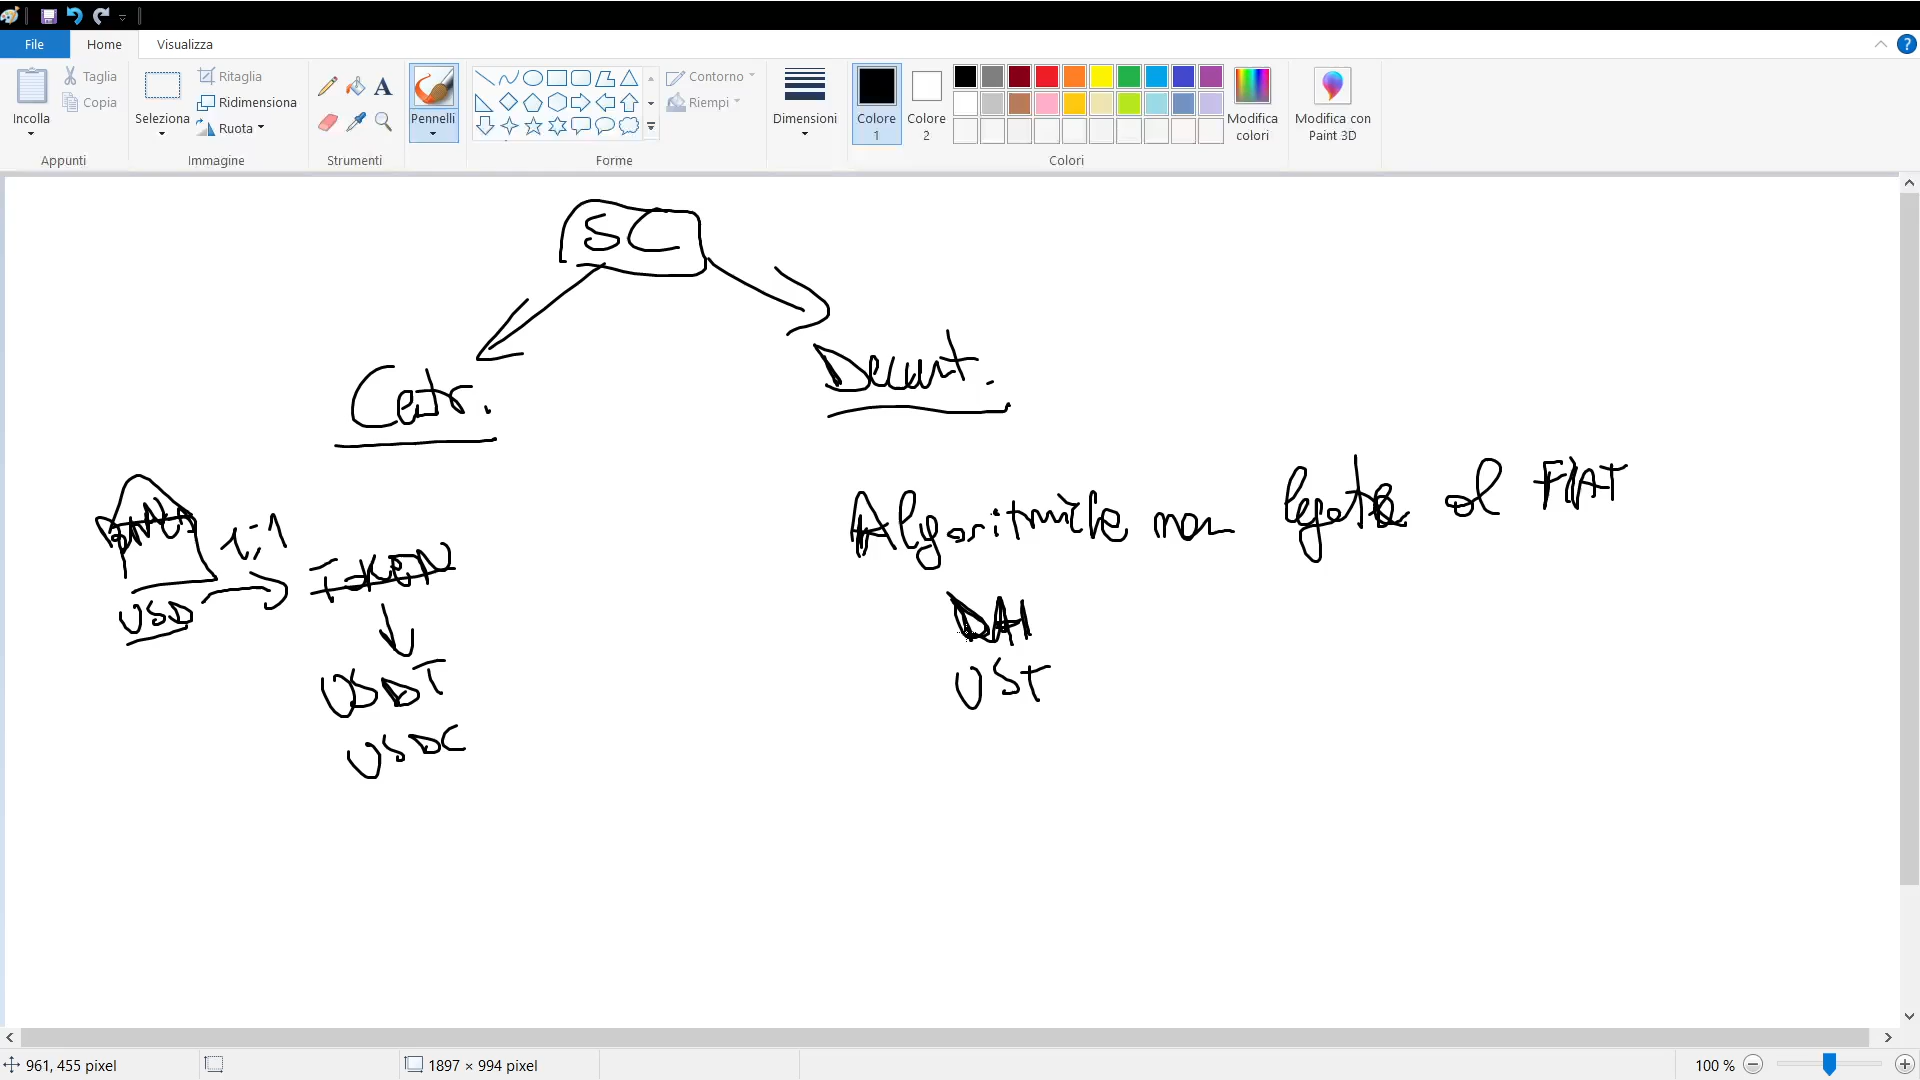 File
Home
Visualizza
Incolla
Taglia
Copia
Appunti
Seleziona
Ritaglia
Ridimensiona
Ruota
Immagine
A
Strumenti
Pennelli
Contorno
Riempi
Forme
Dimensioni
Colore 1
Colore 2
Modifica colori
Modifica con Paint 3D
Colori
SC
Centr.
Decent.
Algoritmiche non legate al FIAT
1:1
TOKEN
USD
DAI
USDT
UST
USDC
961, 455 pixel
1897 × 994 pixel
100 %